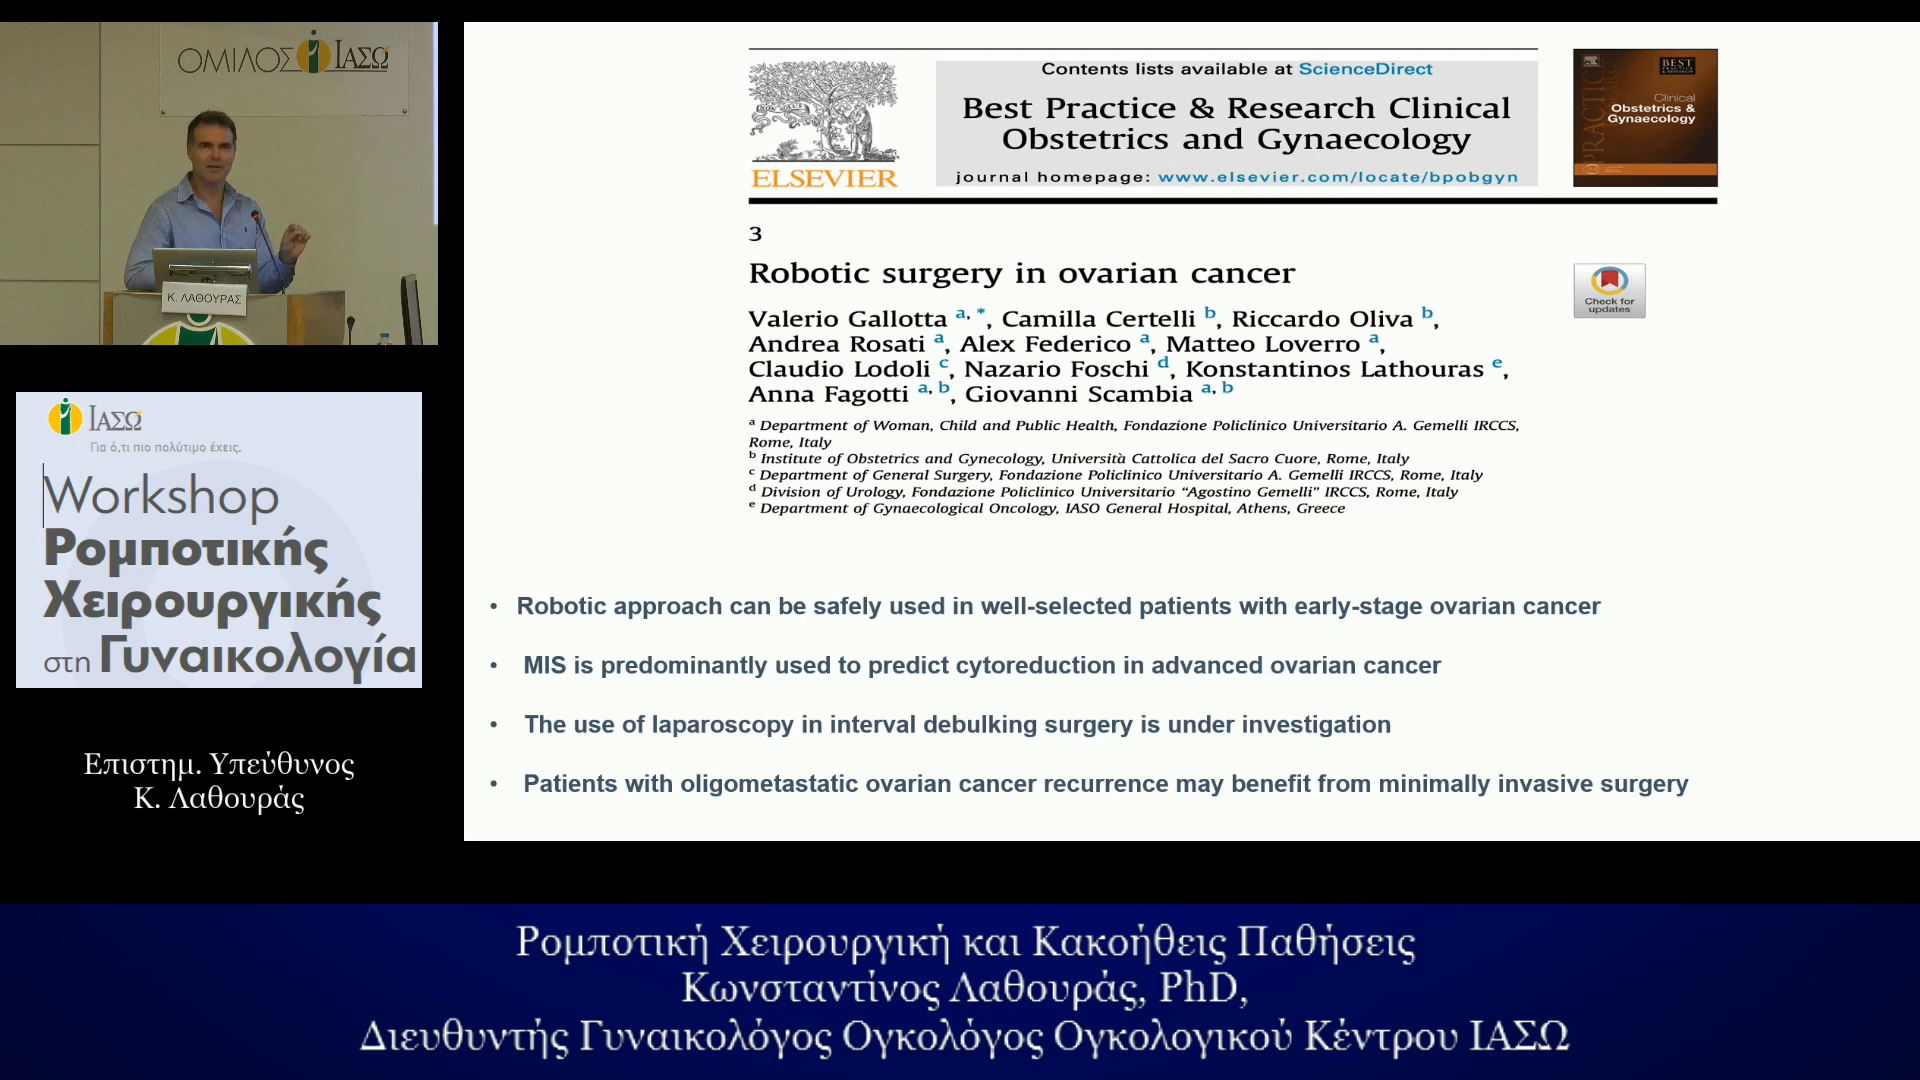 ΟΜΙΛΟΣ ΙΑΣΩ
Κ. ΛΑΘΟΥΡΑΣ
ΙΑΣΩ
Για ό,τι πιο πολύτιμο έχεις.
Workshop
Ρομποτικής
Χειρουργικής
στη Γυναικολογία
Επιστημ. Υπεύθυνος
Κ. Λαθουράς
Contents lists available at ScienceDirect
Best Practice & Research Clinical
Obstetrics and Gynaecology
journal homepage: www.elsevier.com/locate/bpobgyn
ELSEVIER
BEST
PRACTICE
Clinical
Obstetrics &
Gynaecology
3
Robotic surgery in ovarian cancer
Check for
updates
Valerio Gallotta a, *, Camilla Certelli b, Riccardo Oliva b,
Andrea Rosati a, Alex Federico a, Matteo Loverro a,
Claudio Lodoli c, Nazario Foschi d, Konstantinos Lathouras e,
Anna Fagotti a, b, Giovanni Scambia a, b
a Department of Woman, Child and Public Health, Fondazione Policlinico Universitario A. Gemelli IRCCS,
Rome, Italy
b Institute of Obstetrics and Gynecology, Università Cattolica del Sacro Cuore, Rome, Italy
c Department of General Surgery, Fondazione Policlinico Universitario A. Gemelli IRCCS, Rome, Italy
d Division of Urology, Fondazione Policlinico Universitario “Agostino Gemelli” IRCCS, Rome, Italy
e Department of Gynaecological Oncology, IASO General Hospital, Athens, Greece
• Robotic approach can be safely used in well-selected patients with early-stage ovarian cancer
• MIS is predominantly used to predict cytoreduction in advanced ovarian cancer
• The use of laparoscopy in interval debulking surgery is under investigation
• Patients with oligometastatic ovarian cancer recurrence may benefit from minimally invasive surgery
Ρομποτική Χειρουργική και Κακοήθεις Παθήσεις
Κωνσταντίνος Λαθουράς, PhD,
Διευθυντής Γυναικολόγος Ογκολόγος Ογκολογικού Κέντρου ΙΑΣΩ